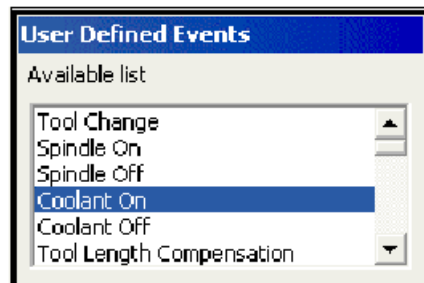 User Defined Events
Available list
Tool Change
Spindle On
Spindle Off
Coolant On
Coolant Off
Tool Length Compensation